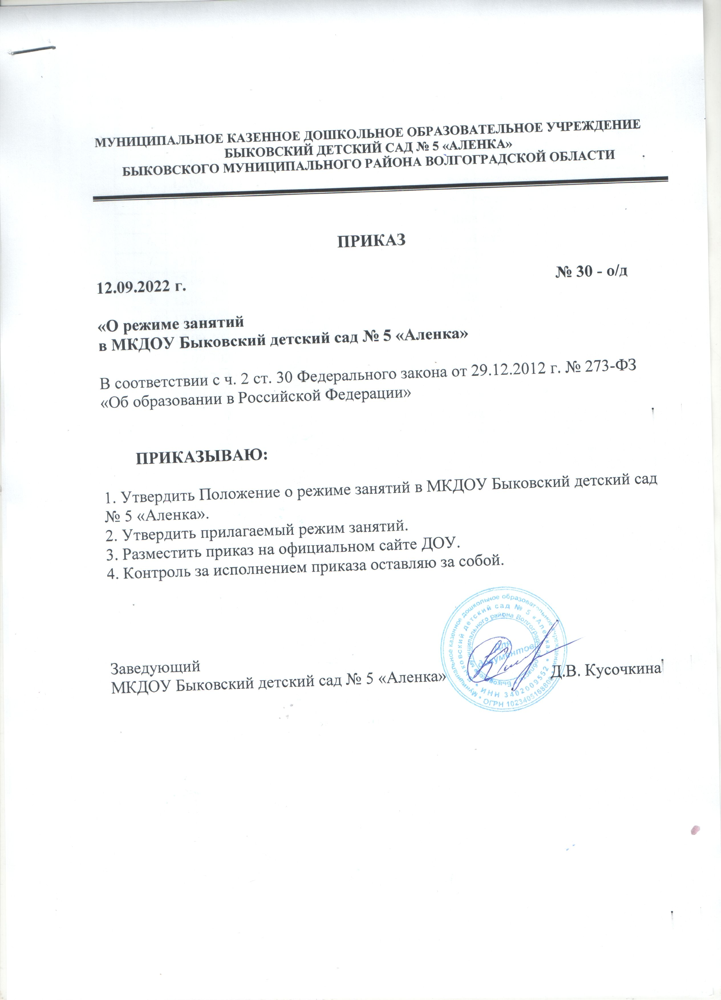 МУНИЦИПАЛЬНОЕ КАЗЕННОЕ ДОШКОЛЬНОЕ ОБРАЗОВАТЕЛЬНОЕ УЧРЕЖДЕНИЕ
БЫКОВСКИЙ ДЕТСКИЙ САД № 5 «АЛЕНКА»
БЫКОВСКОГО МУНИЦИПАЛЬНОГО РАЙОНА ВОЛГОГРАДСКОЙ ОБЛАСТИ
ПРИКАЗ
№ 30 - о/д
12.09.2022 г.
«О режиме занятий
в МКДОУ Быковский детский сад № 5 «Аленка»
В соответствии с ч. 2 ст. 30 Федерального закона от 29.12.2012 г. № 273-ФЗ
«Об образовании в Российской Федерации»
ПРИКАЗЫВАЮ:
1. Утвердить Положение о режиме занятий в МКДОУ Быковский детский сад
№ 5 «Аленка».
2. Утвердить прилагаемый режим занятий.
3. Разместить приказ на официальном сайте ДОУ.
4. Контроль за исполнением приказа оставляю за собой.
Заведующий
МКДОУ Быковский детский сад № 5 «Аленка» Д.В. Кусочкина
Муниципальное казенное дошкольное образовательное учреждение • ОГРН
Быковский детский сад № 5 «Аленка» • ИНН 3402009552 •
муниципального района Волгоградской области
Для
документов